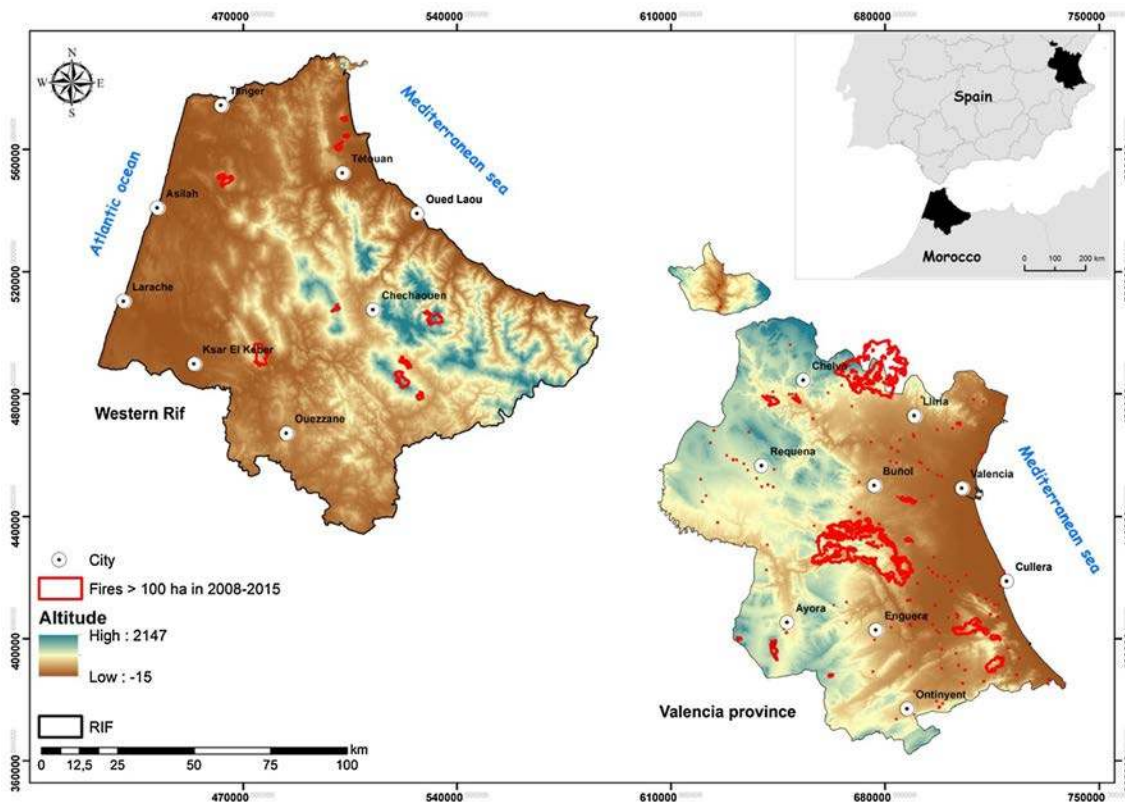 470000 540000 610000 680000 750000
N
W E
S
Tanger
Mediterranean sea
Tétouan
Asilah
Atlantic ocean
Oued Laou
Larache
Chechaouen
Ksar El Keber
Western Rif
Ouezzane
560000
520000
480000
440000
400000
360000
Spain
Morocco
0 100 200 km
Chelva
Lliria
Requena
Buñol
Valencia
Mediterranean sea
Cullera
Ayora
Enguera
Ontinyent
Valencia province
City
Fires > 100 ha in 2008-2015
Altitude
High : 2147
Low : -15
RIF
km
0 12,5 25 50 75 100
470000 540000 610000 680000 750000